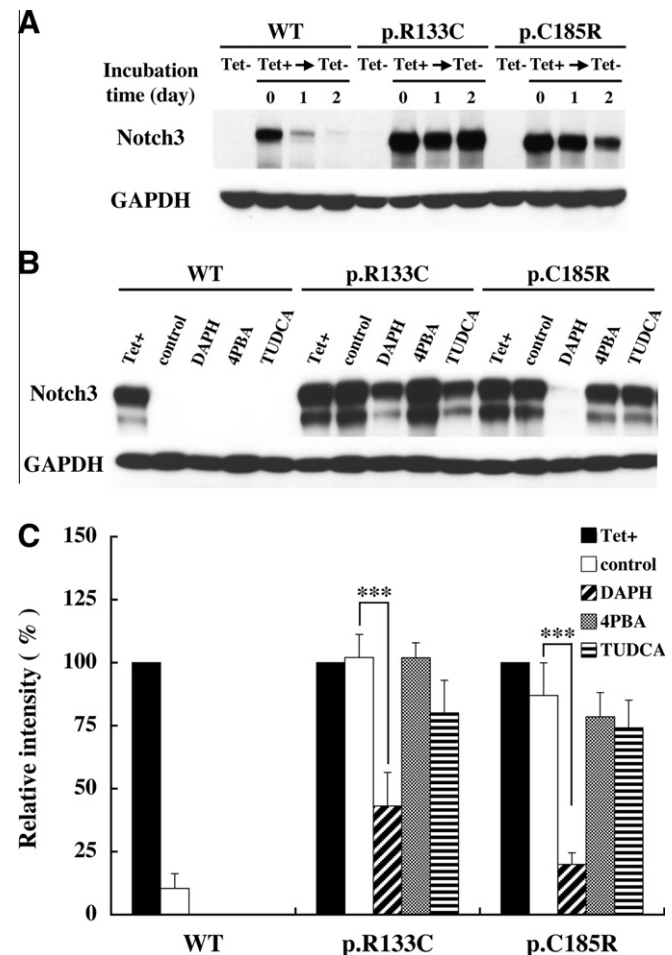 A
WT p.R133C p.C185R
Incubation time (day)
Tet- Tet+ → Tet- Tet- Tet+ → Tet- Tet- Tet+ → Tet-
0 1 2 0 1 2 0 1 2
Notch3
GAPDH
B
WT p.R133C p.C185R
Tet+ control DAPH 4PBA TUDCA Tet+ control DAPH 4PBA TUDCA Tet+ control DAPH 4PBA TUDCA
Notch3
GAPDH
C
Relative intensity ( % )
150
125
100
75
50
25
0
Tet+
control
DAPH
4PBA
TUDCA
***
***
WT p.R133C p.C185R